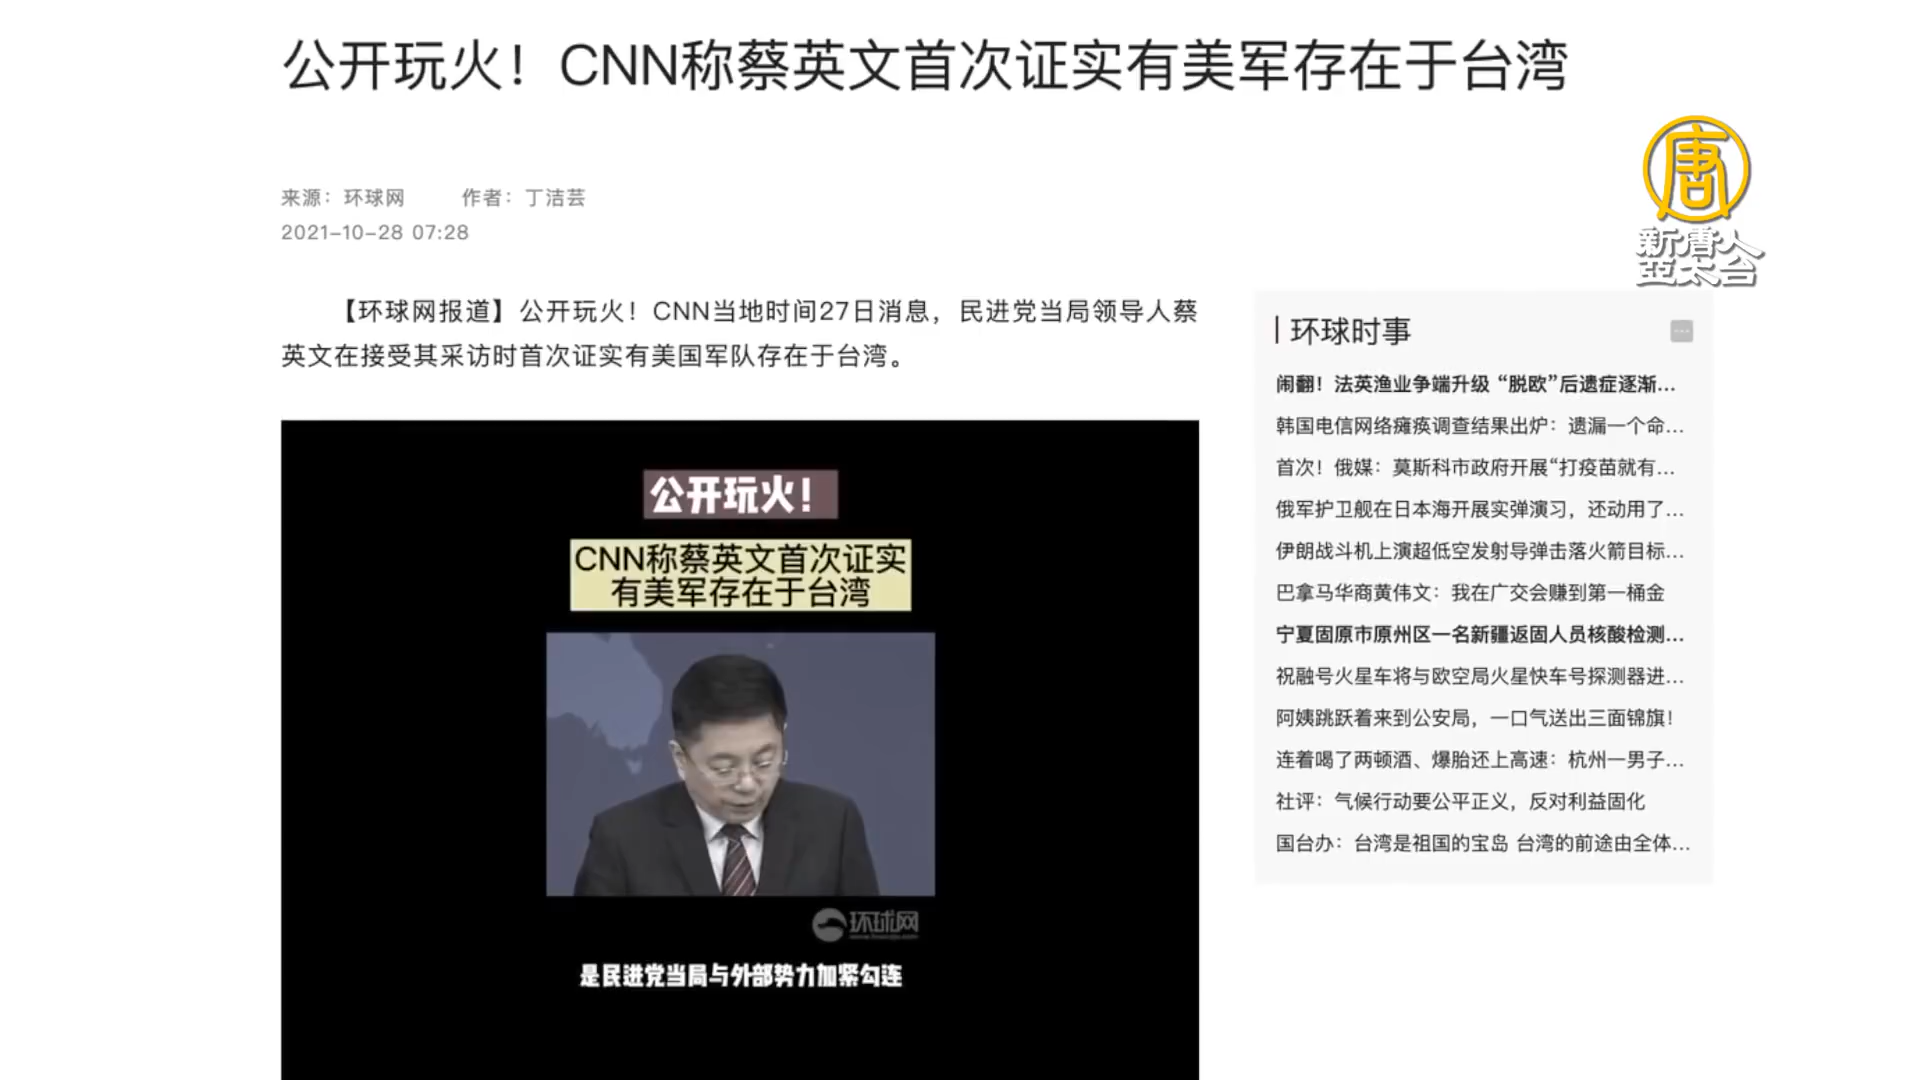 公开玩火！CNN称蔡英文首次证实有美军存在于台湾
唐
新唐人
亞太台
来源：环球网 作者：丁洁芸
2021-10-28 07:28
【环球网报道】公开玩火！CNN当地时间27日消息，民进党当局领导人蔡
英文在接受其采访时首次证实有美国军队存在于台湾。
公开玩火！
CNN称蔡英文首次证实
有美军存在于台湾
环球网
是民进党当局与外部势力加紧勾连
环球时事
闹翻！法英渔业争端升级 “脱欧”后遗症逐渐...
韩国电信网络瘫痪调查结果出炉：遗漏一个命...
首次！俄媒：莫斯科市政府开展“打疫苗就有...
俄军护卫舰在日本海开展实弹演习，还动用了...
伊朗战斗机上演超低空发射导弹击落火箭目标...
巴拿马华商黄伟文：我在广交会赚到第一桶金
宁夏固原市原州区一名新疆返固人员核酸检测...
祝融号火星车将与欧空局火星快车号探测器进...
阿姨跳跃着来到公安局，一口气送出三面锦旗！
连着喝了两顿酒、爆胎还上高速：杭州一男子...
社评：气候行动要公平正义，反对利益固化
国台办：台湾是祖国的宝岛 台湾的前途由全体...